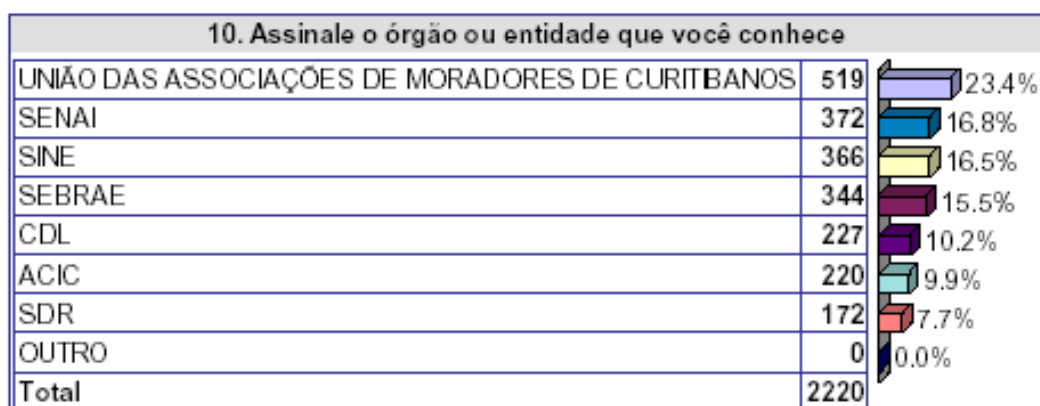 10. Assinale o órgão ou entidade que você conhece
UNIÃO DAS ASSOCIAÇÕES DE MORADORES DE CURITIBANOS 519 23.4%
SENAI 372 16.8%
SINE 366 16.5%
SEBRAE 344 15.5%
CDL 227 10.2%
ACIC 220 9.9%
SDR 172 7.7%
OUTRO 0 0.0%
Total 2220